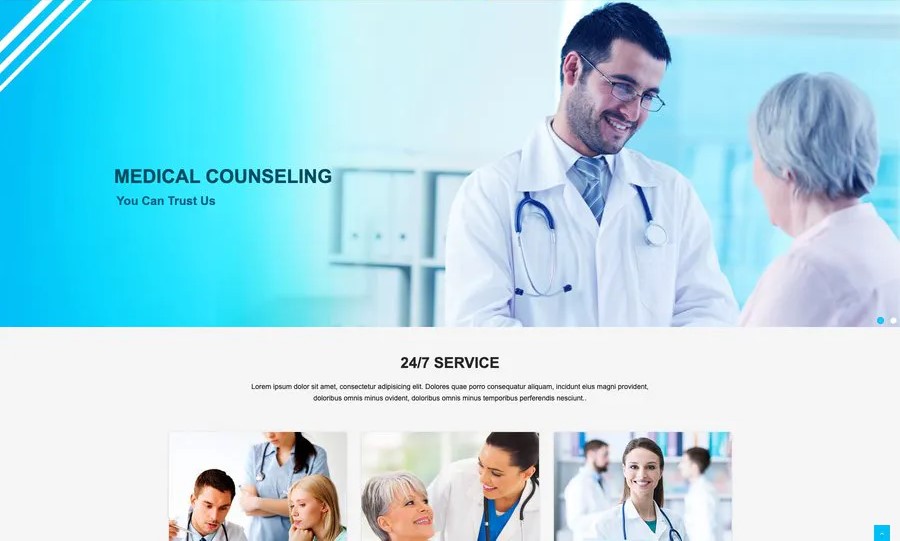 MEDICAL COUNSELING
You Can Trust Us
24/7 SERVICE
Lorem ipsum dolor sit amet, consectetur adipisicing elit. Dolores quae porro consequatur aliquam, incidunt eius magni provident,
doloribus omnis minus ovident, doloribus omnis minus temporibus perferendis nesciunt..